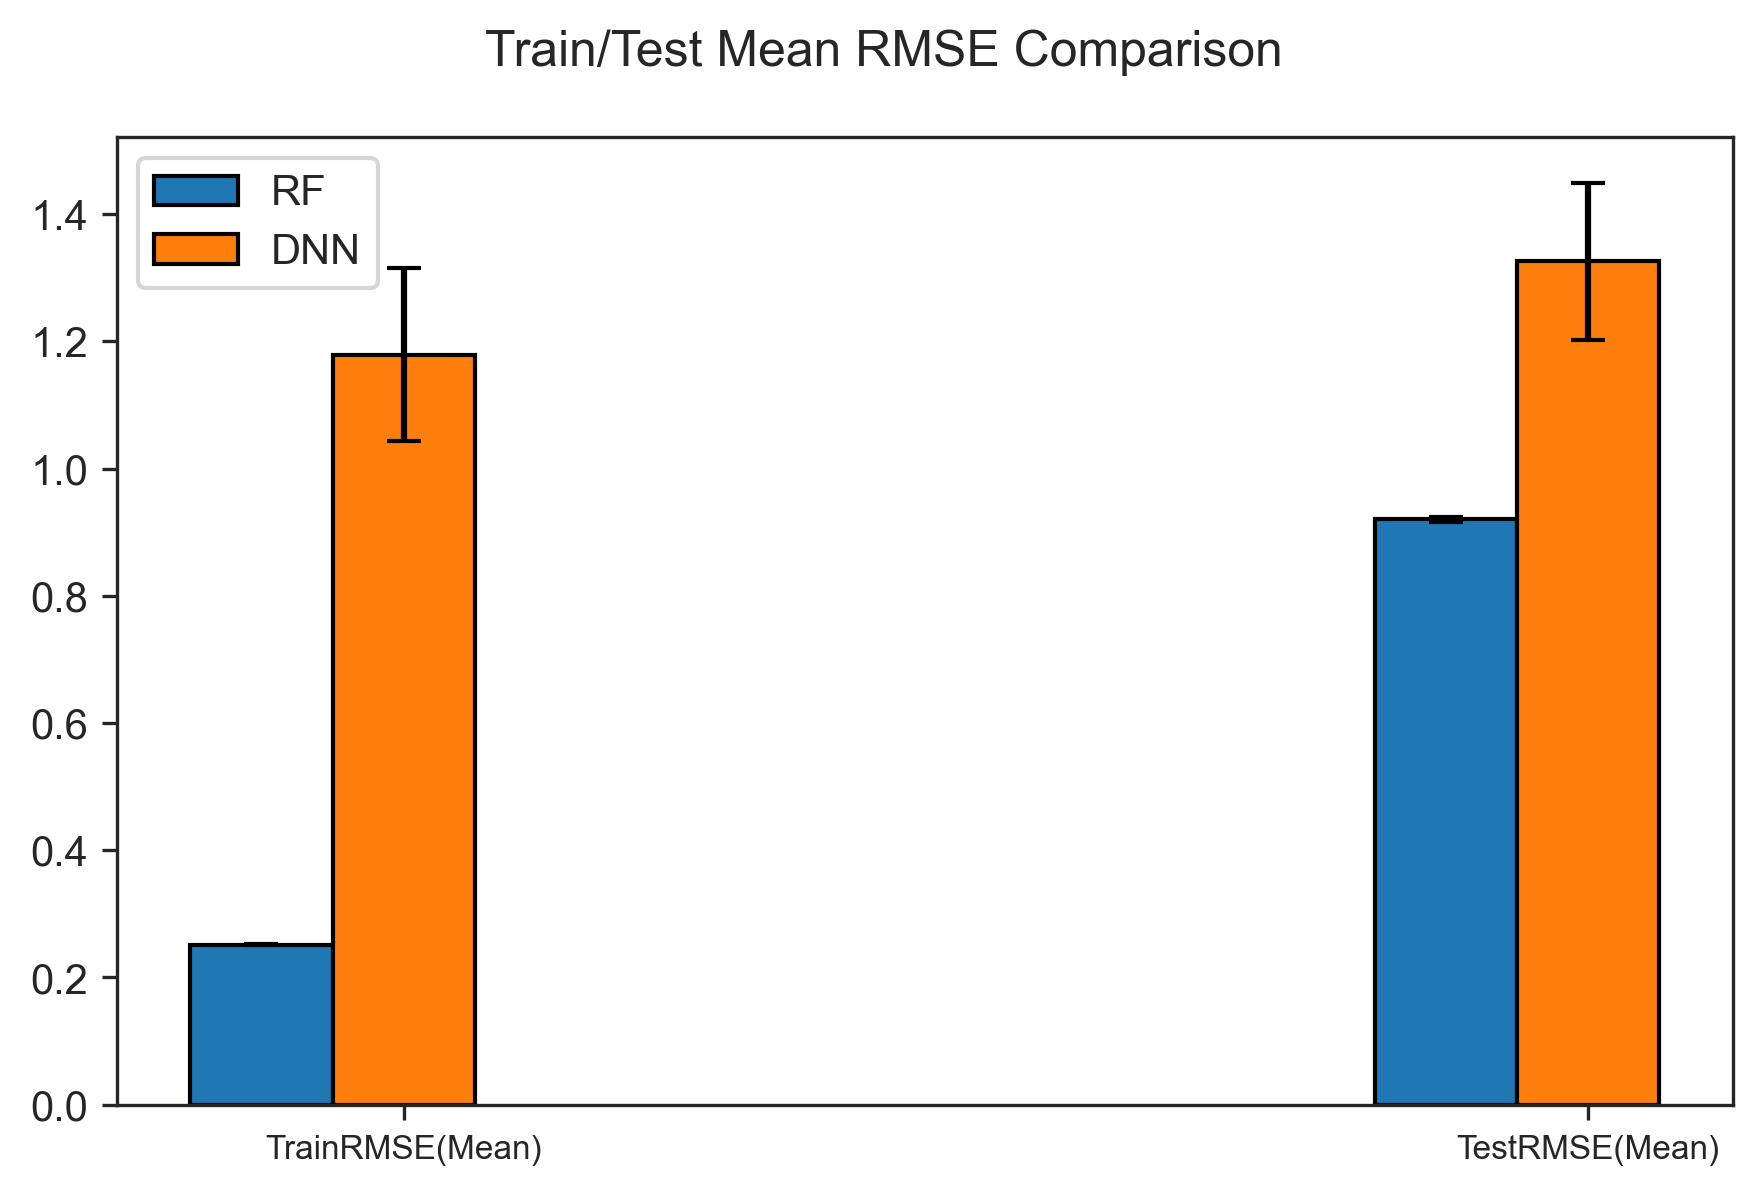 Train/Test Mean RMSE Comparison
RF
DNN
1.4
1.2
1.0
0.8
0.6
0.4
0.2
0.0
TrainRMSE(Mean)
TestRMSE(Mean)